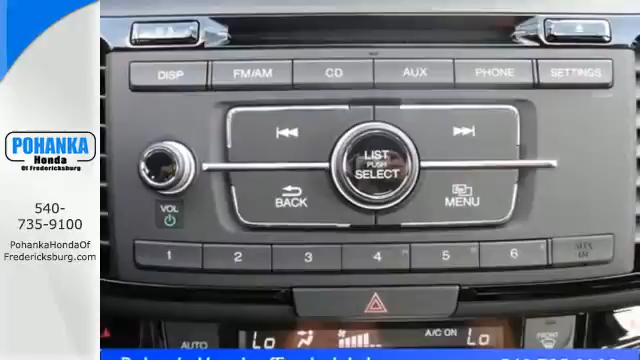 DISP
FM/AM
CD
AUX
PHONE
SETTINGS
POHANKA
Honda
Of Fredericksburg
LIST
PUSH
SELECT
VOL
BACK
MENU
540-
735-9100
PohankaHondaOf
Fredericksburg.com
1
2
3
4
5
6
AUTO
Lo
A/C ON
Lo
FRONT